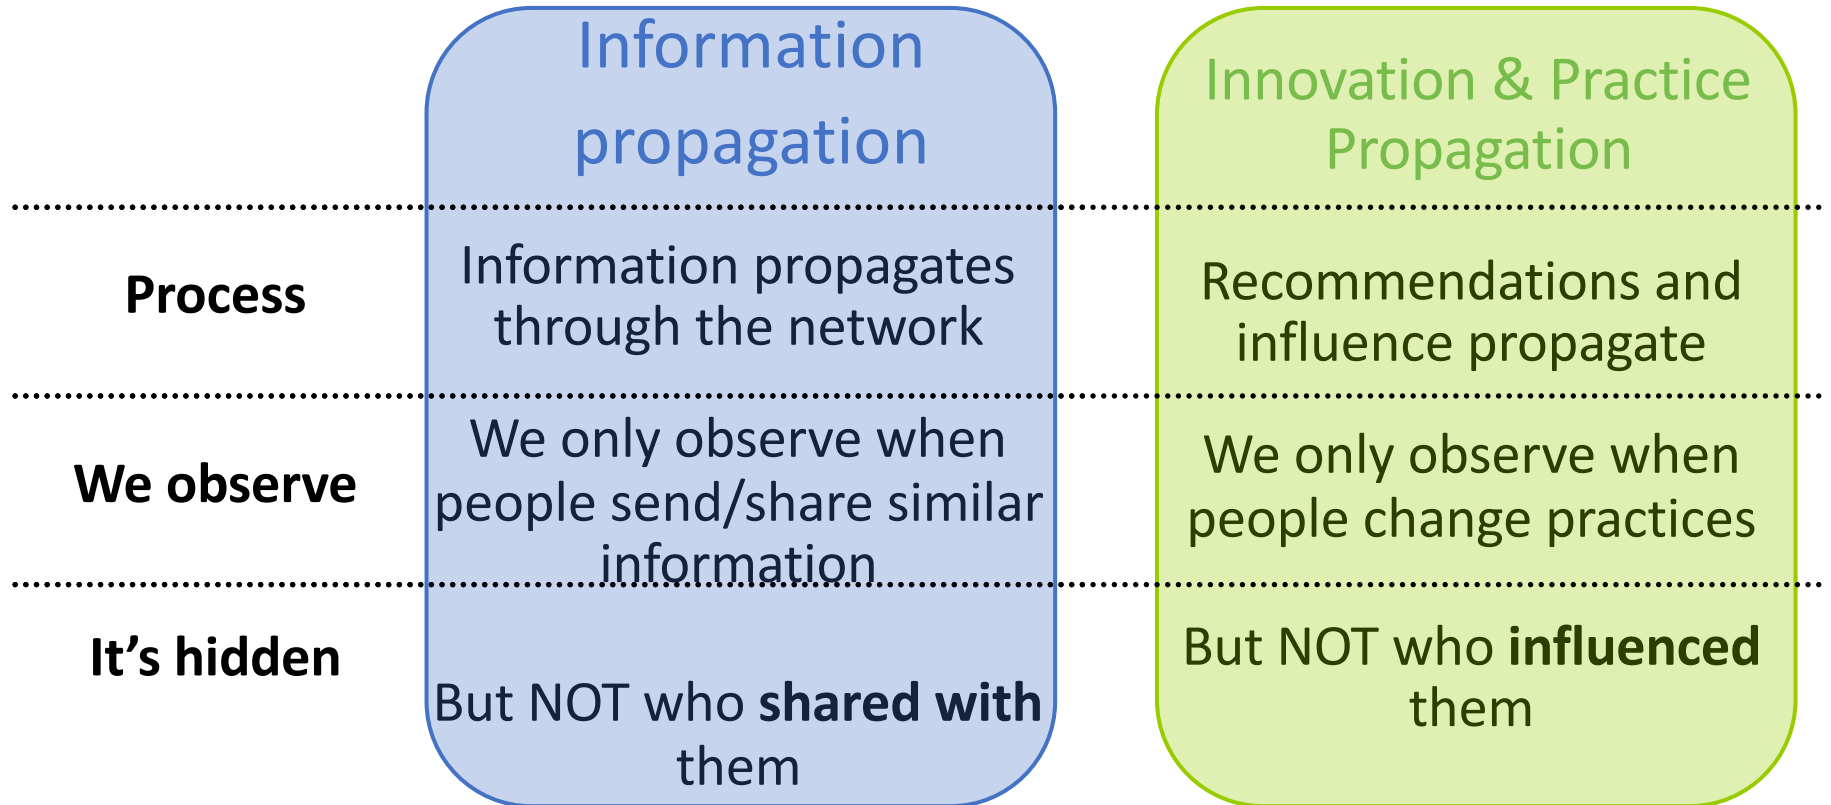 Information
propagation
Innovation & Practice
Propagation
Process
Information propagates
through the network
Recommendations and
influence propagate
We observe
We only observe when
people send/share similar
information
We only observe when
people change practices
It’s hidden
But NOT who shared with
them
But NOT who influenced
them